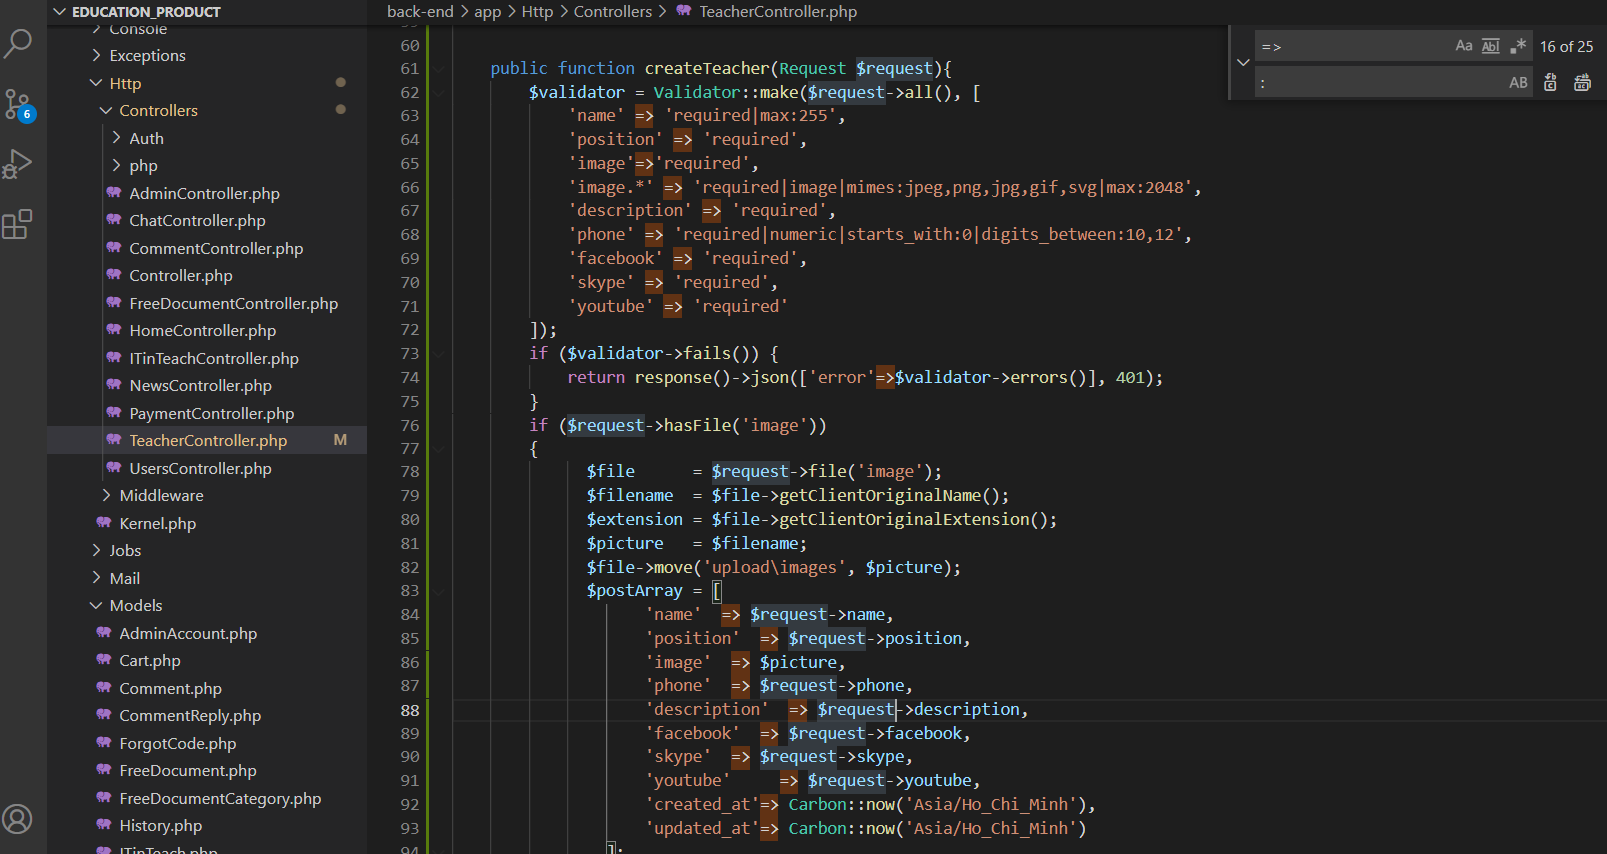 EDUCATION_PRODUCT
Console
Exceptions
Http
Controllers
Auth
php
AdminController.php
ChatController.php
CommentController.php
Controller.php
FreeDocumentController.php
HomeController.php
ITinTeachController.php
NewsController.php
PaymentController.php
TeacherController.php M
UsersController.php
Middleware
Kernel.php
Jobs
Mail
Models
AdminAccount.php
Cart.php
Comment.php
CommentReply.php
ForgotCode.php
FreeDocument.php
FreeDocumentCategory.php
History.php
ITinTeach.php
6
back-end > app > Http > Controllers > TeacherController.php
=> Aa Abl .* 16 of 25
: AB
60
61 public function createTeacher(Request $request){
62 $validator = Validator::make($request->all(), [
63 'name' => 'required|max:255',
64 'position' => 'required',
65 'image'=>'required',
66 'image.*' => 'required|image|mimes:jpeg,png,jpg,gif,svg|max:2048',
67 'description' => 'required',
68 'phone' => 'required|numeric|starts_with:0|digits_between:10,12',
69 'facebook' => 'required',
70 'skype' => 'required',
71 'youtube' => 'required'
72 ]);
73 if ($validator->fails()) {
74 return response()->json(['error'=>$validator->errors()], 401);
75 }
76 if ($request->hasFile('image'))
77 {
78 $file = $request->file('image');
79 $filename = $file->getClientOriginalName();
80 $extension = $file->getClientOriginalExtension();
81 $picture = $filename;
82 $file->move('upload\images', $picture);
83 $postArray = [
84 'name' => $request->name,
85 'position' => $request->position,
86 'image' => $picture,
87 'phone' => $request->phone,
88 'description' => $request->description,
89 'facebook' => $request->facebook,
90 'skype' => $request->skype,
91 'youtube' => $request->youtube,
92 'created_at'=> Carbon::now('Asia/Ho_Chi_Minh'),
93 'updated_at'=> Carbon::now('Asia/Ho_Chi_Minh')
94 ];